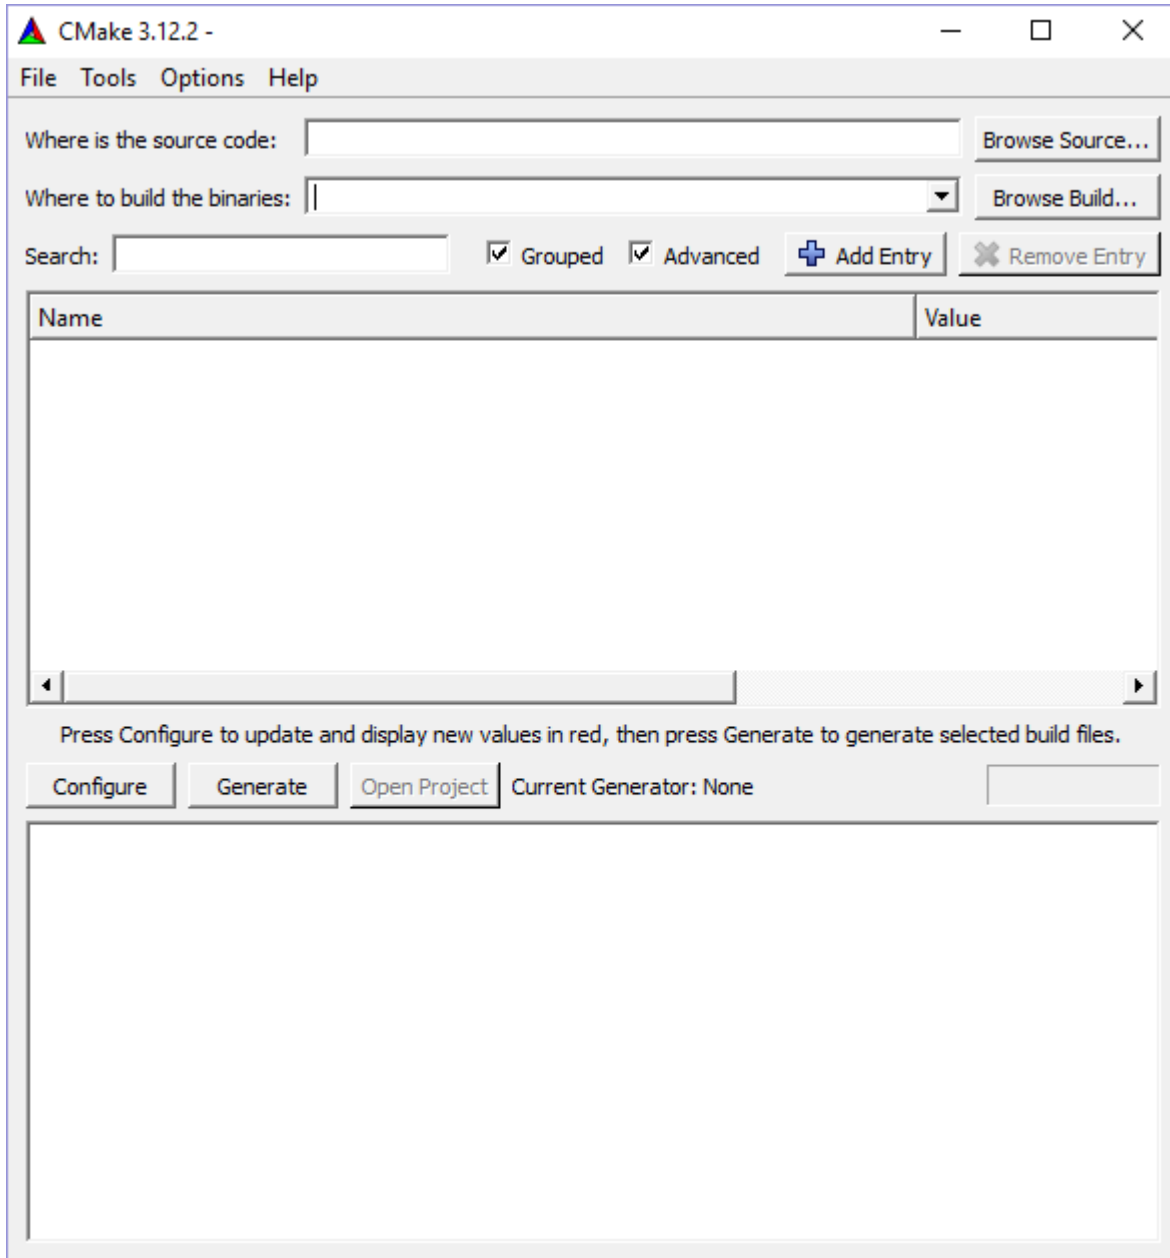 CMake 3.12.2 -
File Tools Options Help
Where is the source code: Browse Source...
Where to build the binaries: Browse Build...
Search: Grouped Advanced Add Entry Remove Entry
Name Value
Press Configure to update and display new values in red, then press Generate to generate selected build files.
Configure Generate Open Project Current Generator: None